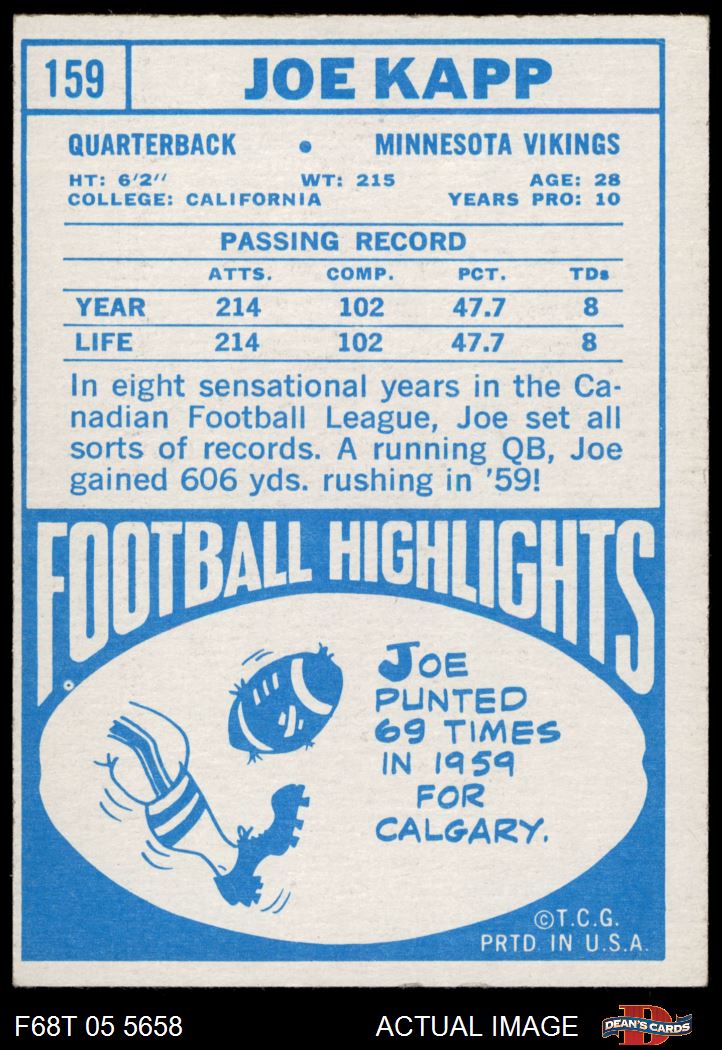 159 JOE KAPP
QUARTERBACK • MINNESOTA VIKINGS
HT: 6'2" WT: 215 AGE: 28
COLLEGE: CALIFORNIA YEARS PRO: 10
PASSING RECORD
ATTS. COMP. PCT. TDs
YEAR 214 102 47.7 8
LIFE 214 102 47.7 8
In eight sensational years in the Ca-
nadian Football League, Joe set all
sorts of records. A running QB, Joe
gained 606 yds. rushing in '59!
FOOTBALL HIGHLIGHTS
JOE
PUNTED
69 TIMES
IN 1959
FOR
CALGARY.
©T.C.G.
PRTD. IN U.S.A.
F68T 05 5658 ACTUAL IMAGE D DEAN'S CARDS